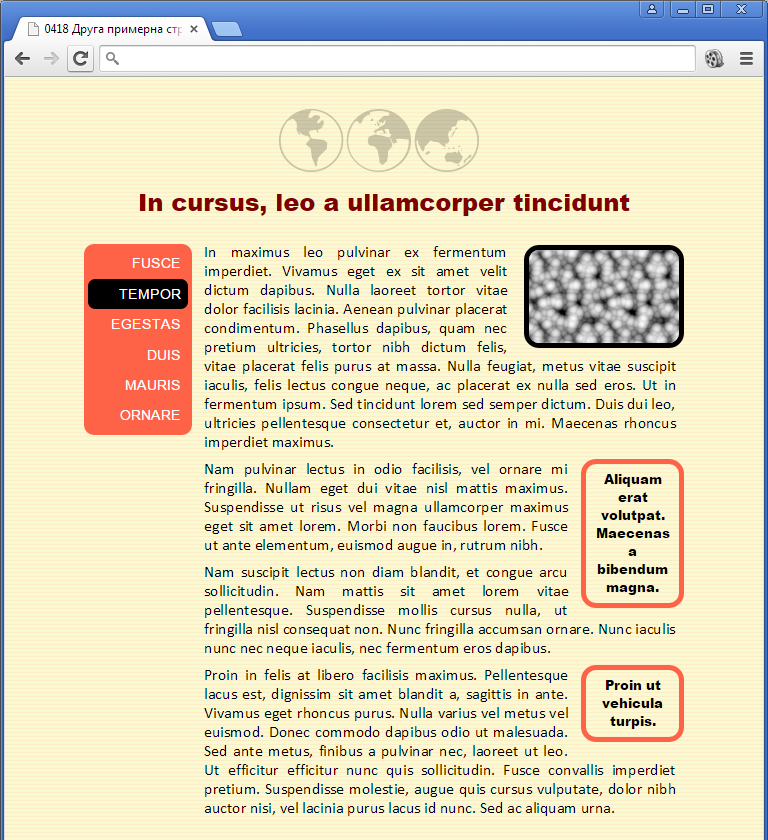 0418 Друга примерна стр
In cursus, leo a ullamcorper tincidunt
FUSCE
TEMPOR
EGESTAS
DUIS
MAURIS
ORNARE
In maximus leo pulvinar ex fermentum
imperdiet. Vivamus eget ex sit amet velit
dictum dapibus. Nulla laoreet tortor vitae
dolor facilisis lacinia. Aenean pulvinar placerat
condimentum. Phasellus dapibus, quam nec
pretium ultricies, tortor nibh dictum felis,
vitae placerat felis purus at massa. Nulla feugiat, metus vitae suscipit
iaculis, felis lectus congue neque, ac placerat ex nulla sed eros. Ut in
fermentum ipsum. Sed tincidunt lorem sed semper dictum. Duis dui leo,
ultricies pellentesque consectetur et, auctor in mi. Maecenas rhoncus
imperdiet maximus.
Nam pulvinar lectus in odio facilisis, vel ornare mi
fringilla. Nullam eget dui vitae nisl mattis maximus.
Suspendisse ut risus vel magna ullamcorper maximus
eget sit amet lorem. Morbi non faucibus lorem. Fusce
ut ante elementum, euismod augue in, rutrum nibh.
Aliquam
erat
volutpat.
Maecenas
a
bibendum
magna.
Nam suscipit lectus non diam blandit, et congue arcu
sollicitudin. Nam mattis sit amet lorem vitae
pellentesque. Suspendisse mollis cursus nulla, ut
fringilla nisl consequat non. Nunc fringilla accumsan ornare. Nunc iaculis
nunc nec neque iaculis, nec fermentum eros dapibus.
Proin in felis at libero facilisis maximus. Pellentesque
lacus est, dignissim sit amet blandit a, sagittis in ante.
Vivamus eget rhoncus purus. Nulla varius vel metus vel
euismod. Donec commodo dapibus odio ut malesuada.
Sed ante metus, finibus a pulvinar nec, laoreet ut leo.
Ut efficitur efficitur nunc quis sollicitudin. Fusce convallis imperdiet
pretium. Suspendisse molestie, augue quis cursus vulputate, dolor nibh
auctor nisi, vel lacinia purus lacus id nunc. Sed ac aliquam urna.
Proin ut
vehicula
turpis.